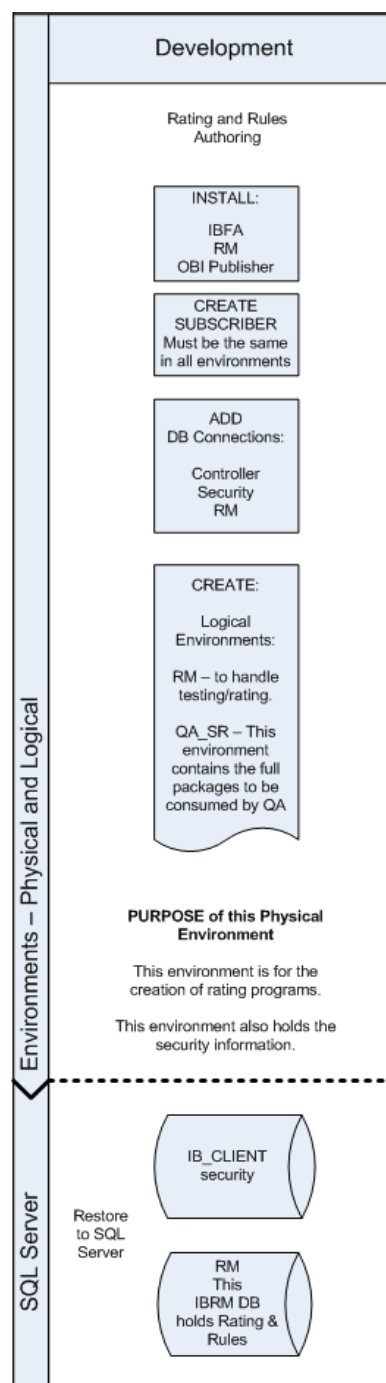 Development
Rating and Rules
Authoring
INSTALL:
IBFA
RM
OBI Publisher
CREATE
SUBSCRIBER
Must be the same
in all environments
ADD
DB Connections:
Controller
Security
RM
CREATE:
Logical
Environments:
RM – to handle
testing/rating.
QA_SR – This
environment
contains the full
packages to be
consumed by QA
Environments – Physical and Logical
PURPOSE of this Physical
Environment
This environment is for the
creation of rating programs.
This environment also holds the
security information.
SQL Server
Restore
to SQL
Server
IB_CLIENT
security
RM
This
IBRM DB
holds Rating &
Rules